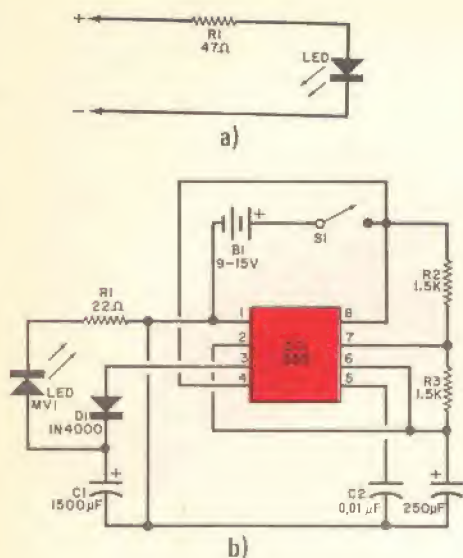 +
R1
47Ω
LED
−
a)
B1
9-15V
+
S1
R2
1.5K
R1
22Ω
1
2
3
4
8
7
6
5
R3
1.5K
LED
MV1
D1
1N4000
+
C1
1500µF
C2
0.01 µF
+
250µF
b)